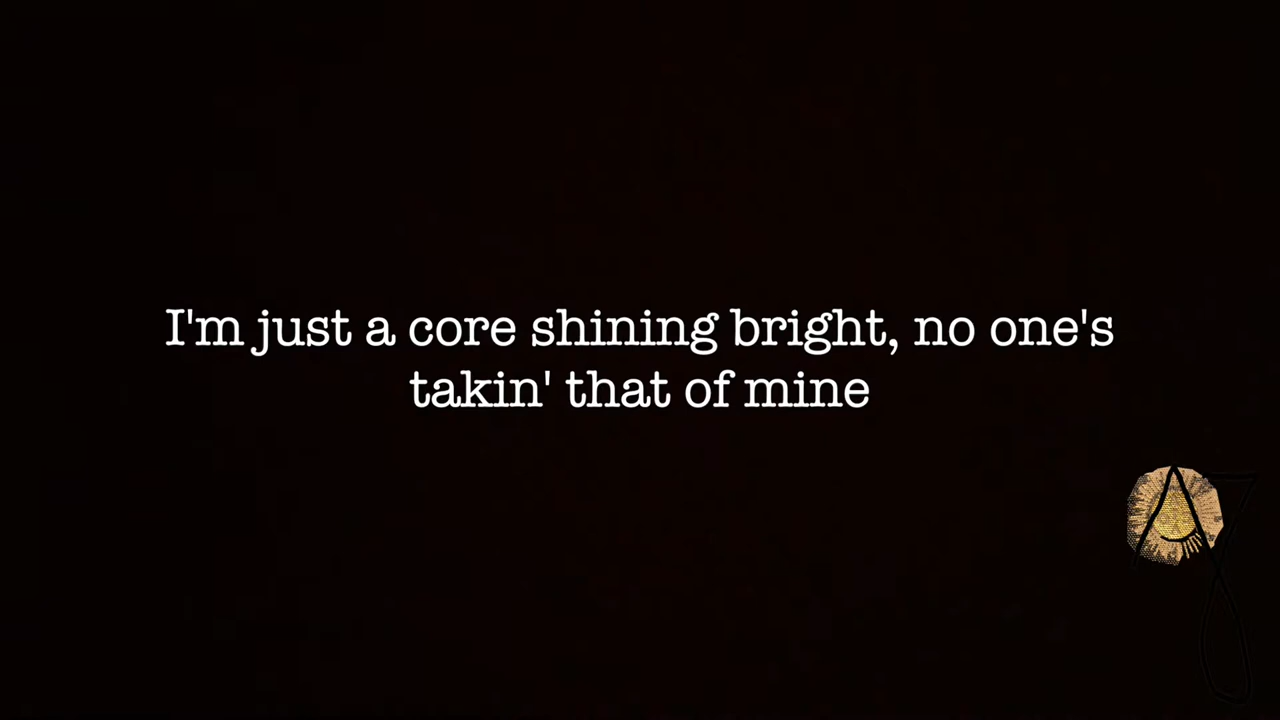 I'm just a core shining bright, no one's
takin' that of mine